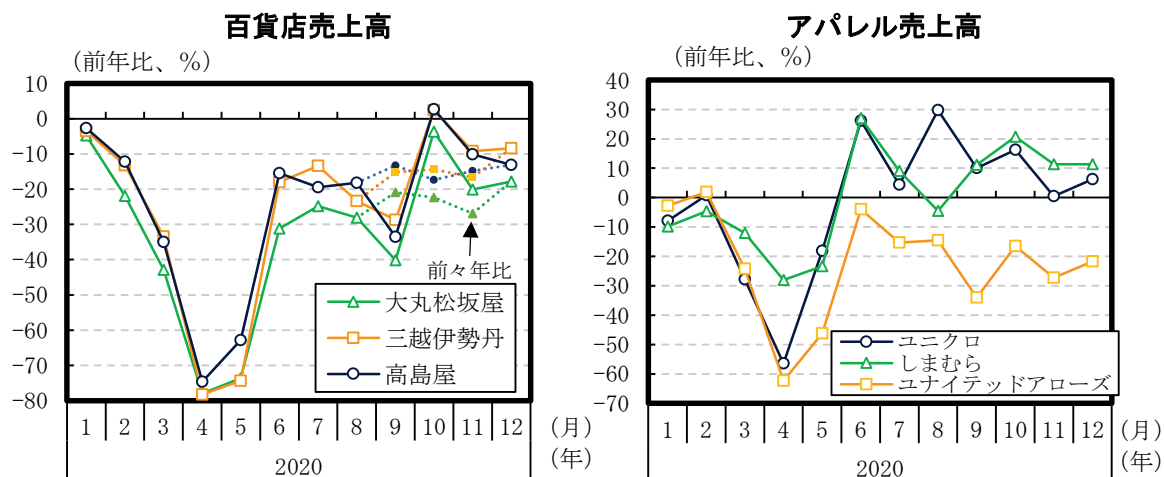 百貨店売上高
（前年比、%）
10
0
-10
-20
-30
-40
-50
-60
-70
-80
前々年比
大丸松坂屋
三越伊勢丹
高島屋
1 2 3 4 5 6 7 8 9 10 11 12 （月）
2020 （年）
アパレル売上高
（前年比、%）
40
30
20
10
0
-10
-20
-30
-40
-50
-60
-70
ユニクロ
しまむら
ユナイテッドアローズ
1 2 3 4 5 6 7 8 9 10 11 12 （月）
2020 （年）